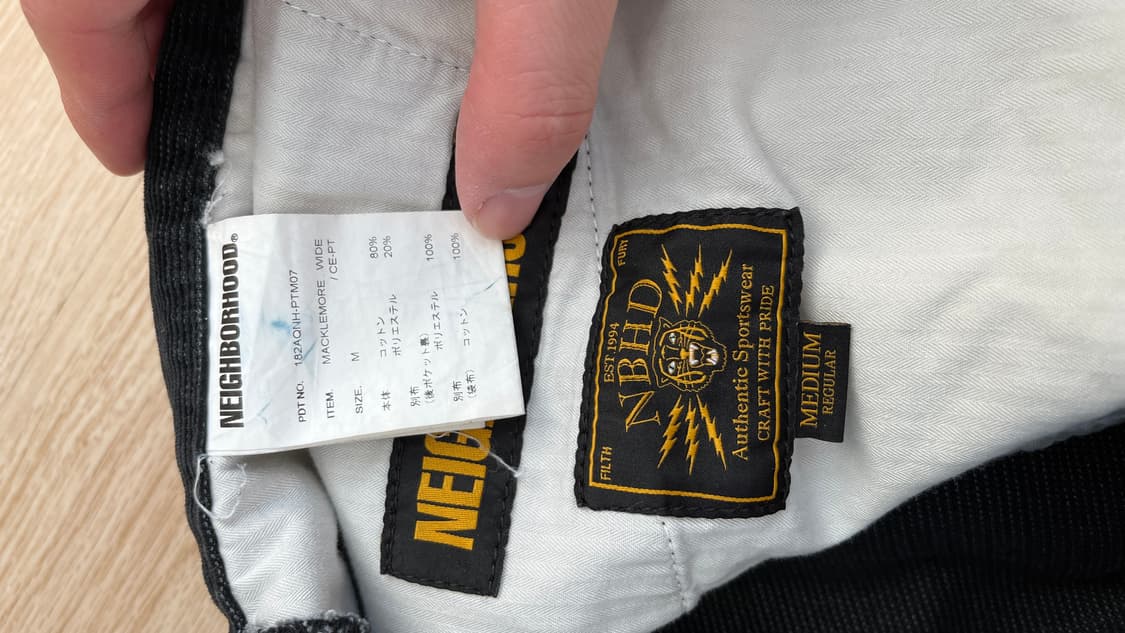 NEIGHBORHOOD®
PDT NO. 182AQNH-PTM07
ITEM. MACKLEMORE WIDE
/ CE-PT
SIZE. M
本体 コットン 80%
ポリエステル 20%
別布
(後ポケット裏) ポリエステル 100%
別布
(袋布) コットン 100%
NEIG
FILTH FURY
EST.1994
NBHD
Authentic Sportswear
CRAFT WITH PRIDE
MEDIUM
REGULAR